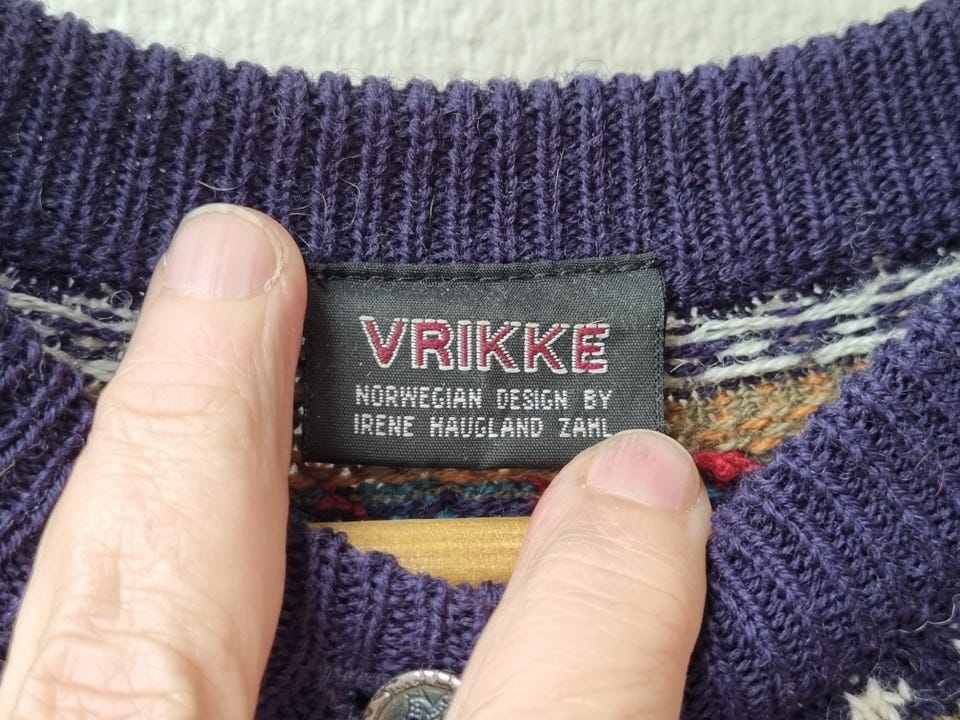 VRIKKE
NORWEGIAN DESIGN BY
IRENE HAUGLAND ZAHL